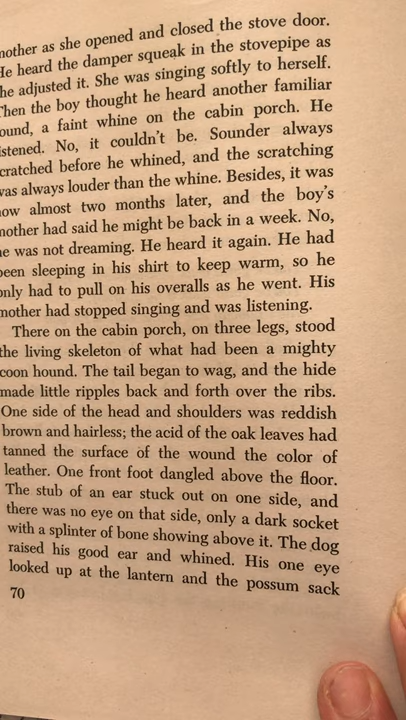 mother as she opened and closed the stove door.
He heard the damper squeak in the stovepipe as
she adjusted it. She was singing softly to herself.
Then the boy thought he heard another familiar
sound, a faint whine on the cabin porch. He
listened. No, it couldn't be. Sounder always
scratched before he whined, and the scratching
was always louder than the whine. Besides, it was
now almost two months later, and the boy's
mother had said he might be back in a week. No,
he was not dreaming. He heard it again. He had
been sleeping in his shirt to keep warm, so he
only had to pull on his overalls as he went. His
mother had stopped singing and was listening.
There on the cabin porch, on three legs, stood
the living skeleton of what had been a mighty
coon hound. The tail began to wag, and the hide
made little ripples back and forth over the ribs.
One side of the head and shoulders was reddish
brown and hairless; the acid of the oak leaves had
tanned the surface of the wound the color of
leather. One front foot dangled above the floor.
The stub of an ear stuck out on one side, and
there was no eye on that side, only a dark socket
with a splinter of bone showing above it. The dog
raised his good ear and whined. His one eye
looked up at the lantern and the possum sack
70